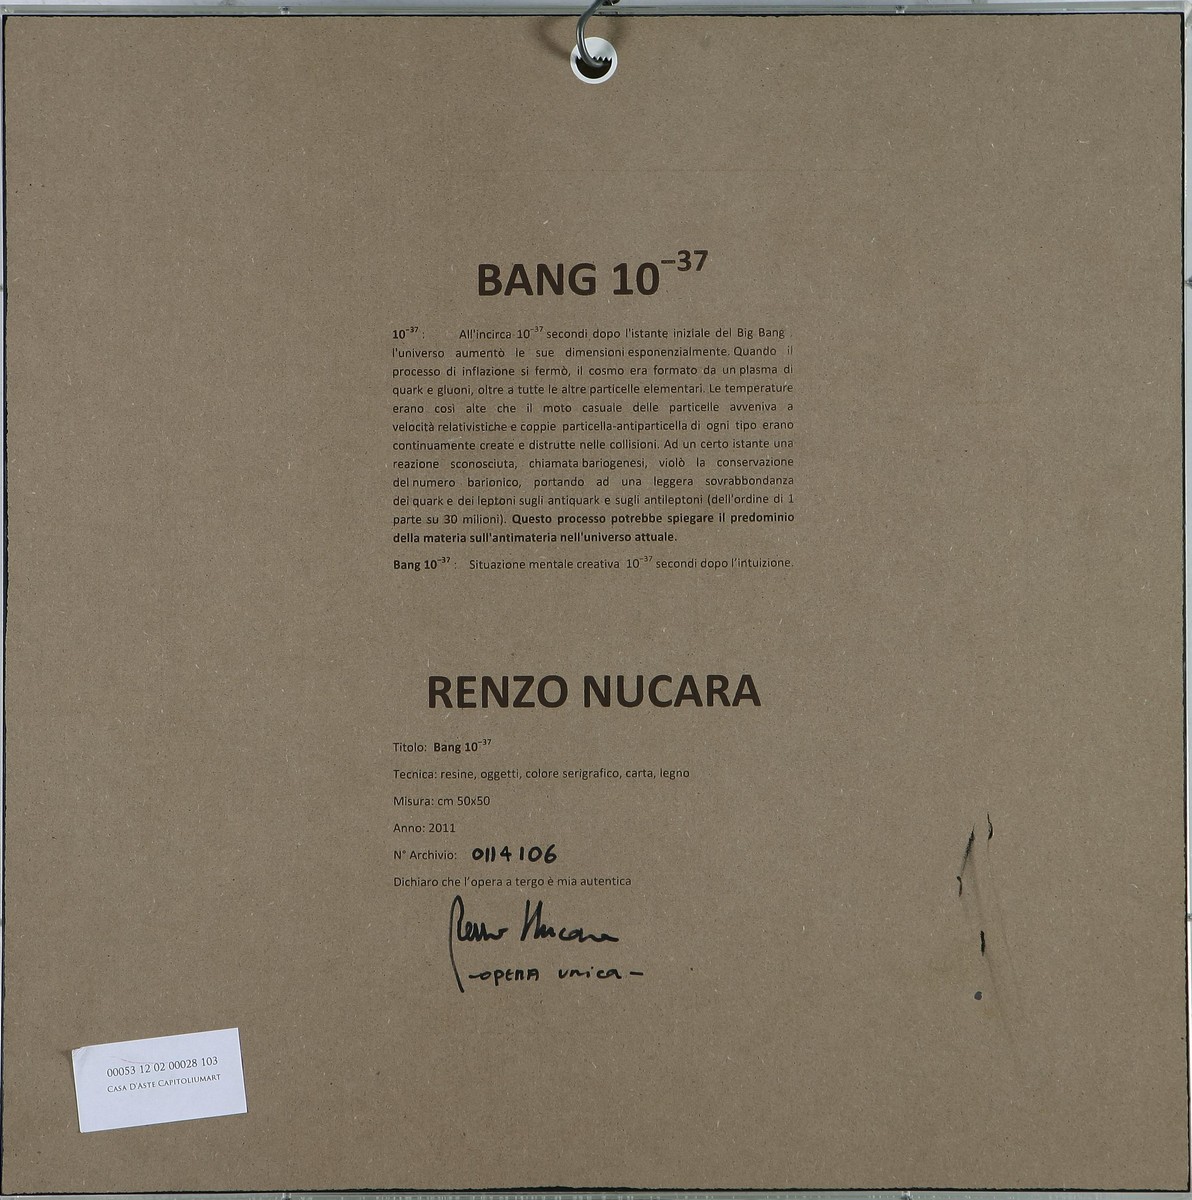 BANG 10⁻³⁷
10⁻³⁷ : All'incirca 10⁻³⁷ secondi dopo l'istante iniziale del Big Bang ,
l'universo aumentò le sue dimensioni esponenzialmente. Quando il
processo di inflazione si fermò, il cosmo era formato da un plasma di
quark e gluoni, oltre a tutte le altre particelle elementari. Le temperature
erano così alte che il moto casuale delle particelle avveniva a
velocità relativistiche e coppie particella-antiparticella di ogni tipo erano
continuamente create e distrutte nelle collisioni. Ad un certo istante una
reazione sconosciuta, chiamata bariogenesi, violò la conservazione
del numero barionico, portando ad una leggera sovrabbondanza
dei quark e dei leptoni sugli antiquark e sugli antileptoni (dell'ordine di 1
parte su 30 milioni). Questo processo potrebbe spiegare il predominio
della materia sull'antimateria nell'universo attuale.
Bang 10⁻³⁷ : Situazione mentale creativa 10⁻³⁷ secondi dopo l'intuizione.
RENZO NUCARA
Titolo: Bang 10⁻³⁷
Tecnica: resine, oggetti, colore serigrafico, carta, legno
Misura: cm 50x50
Anno: 2011
N° Archivio: 0114106
Dichiaro che l'opera a tergo è mia autentica
Renzo Nucara
- OPERA UNICA -
00053 12 02 00028 103
CASA D'ASTE CAPITOLIUMART